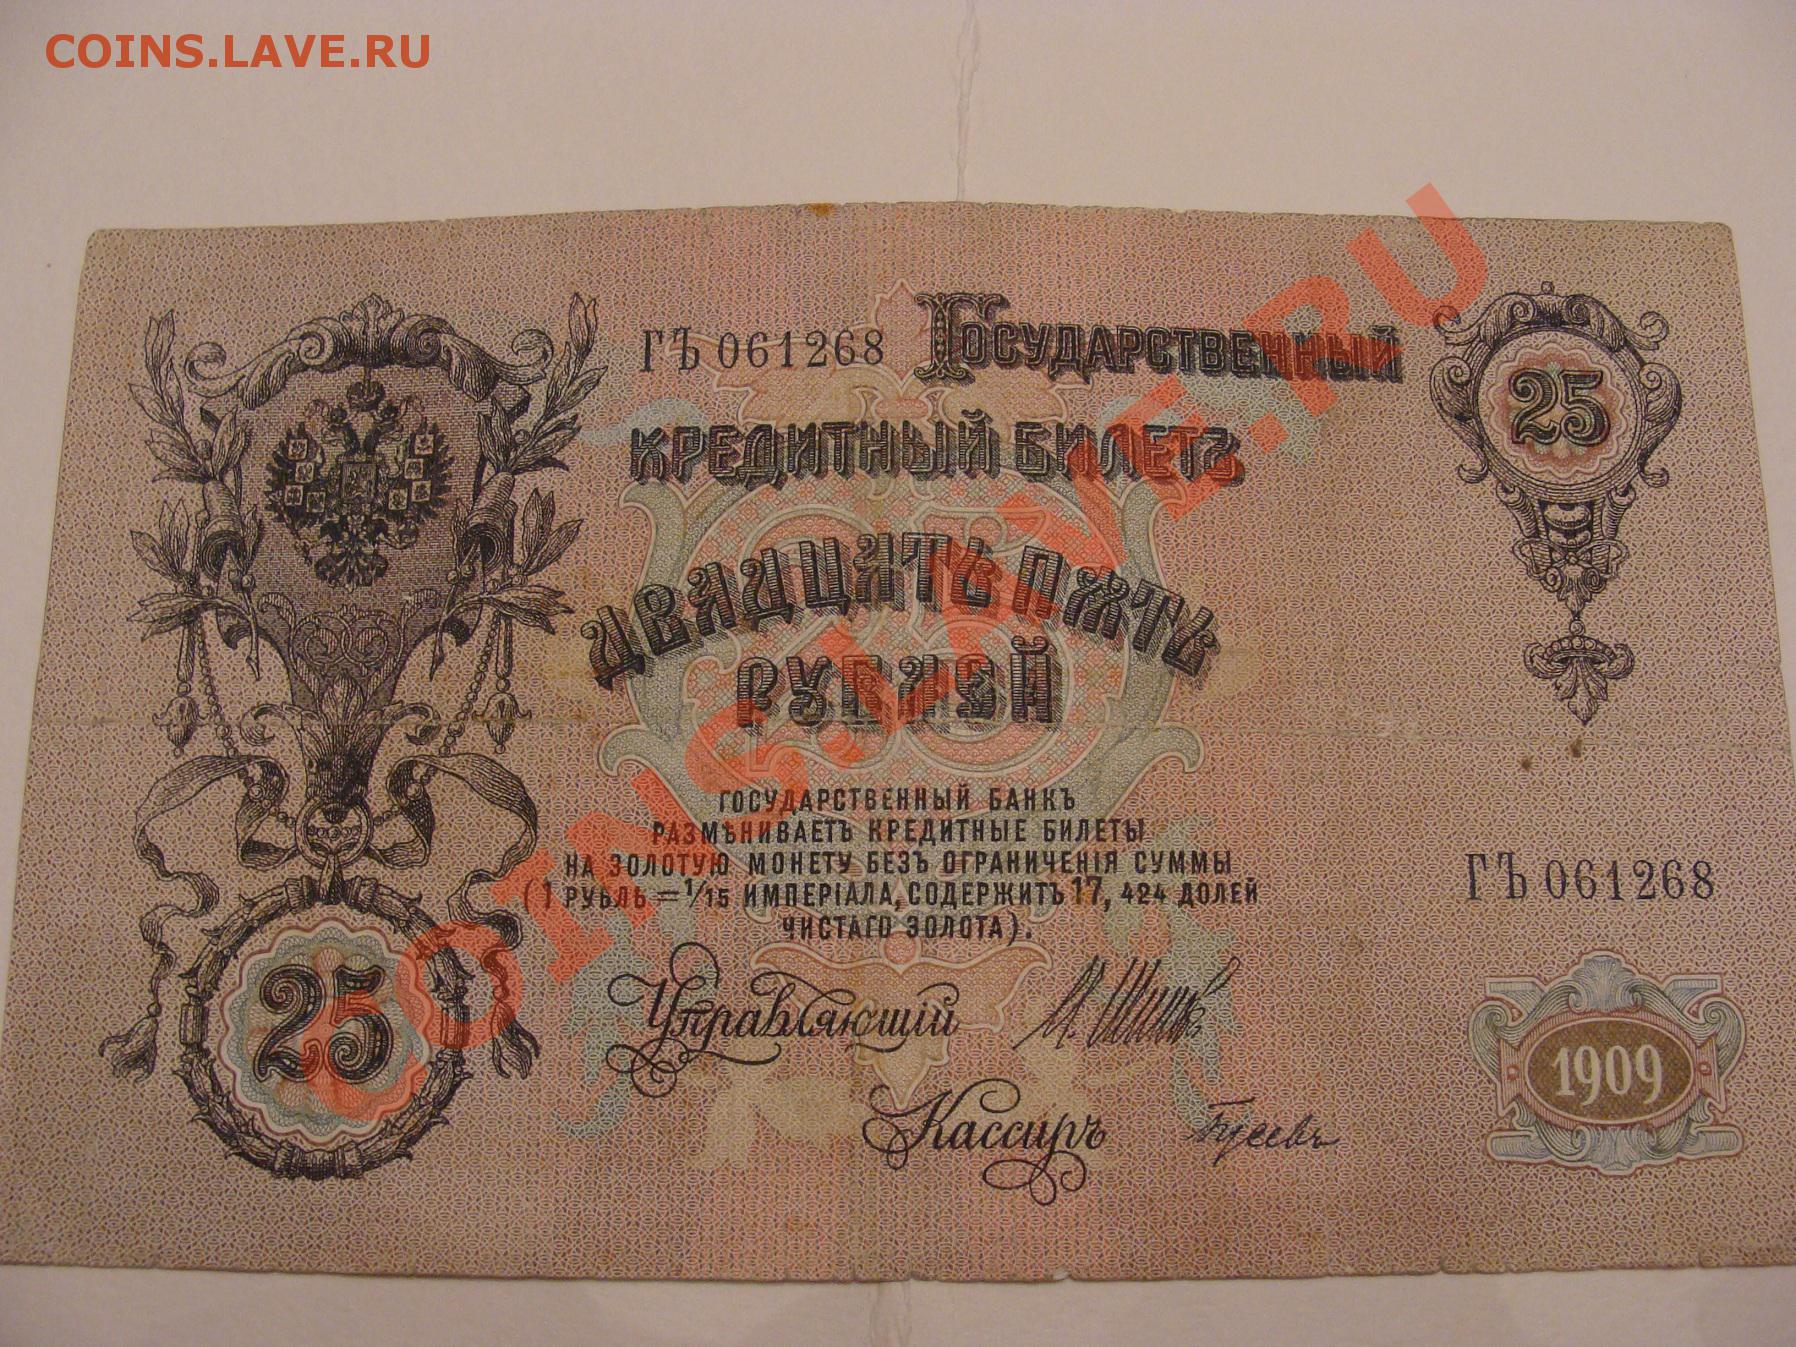 COINS.LAVE.RU
ГЪ 061268 ГОСУДАРСТВЕННЫЙ
25
КРЕДИТНЫЙ БИЛЕТЪ
ДВАДЦАТЬ ПЯТЬ
РУБЛЕЙ
ГОСУДАРСТВЕННЫЙ БАНКЪ
РАЗМѢНИВАЕТЪ КРЕДИТНЫЕ БИЛЕТЫ
НА ЗОЛОТУЮ МОНЕТУ БЕЗЪ ОГРАНИЧЕНІЯ СУММЫ
(1 РУБЛЬ = 1/15 ИМПЕРІАЛА, СОДЕРЖИТЪ 17, 424 ДОЛЕЙ
ЧИСТАГО ЗОЛОТА).
ГЪ 061268
25
Управляющій И. Шипов
Кассиръ Гусевъ
1909
COINS.LAVE.RU